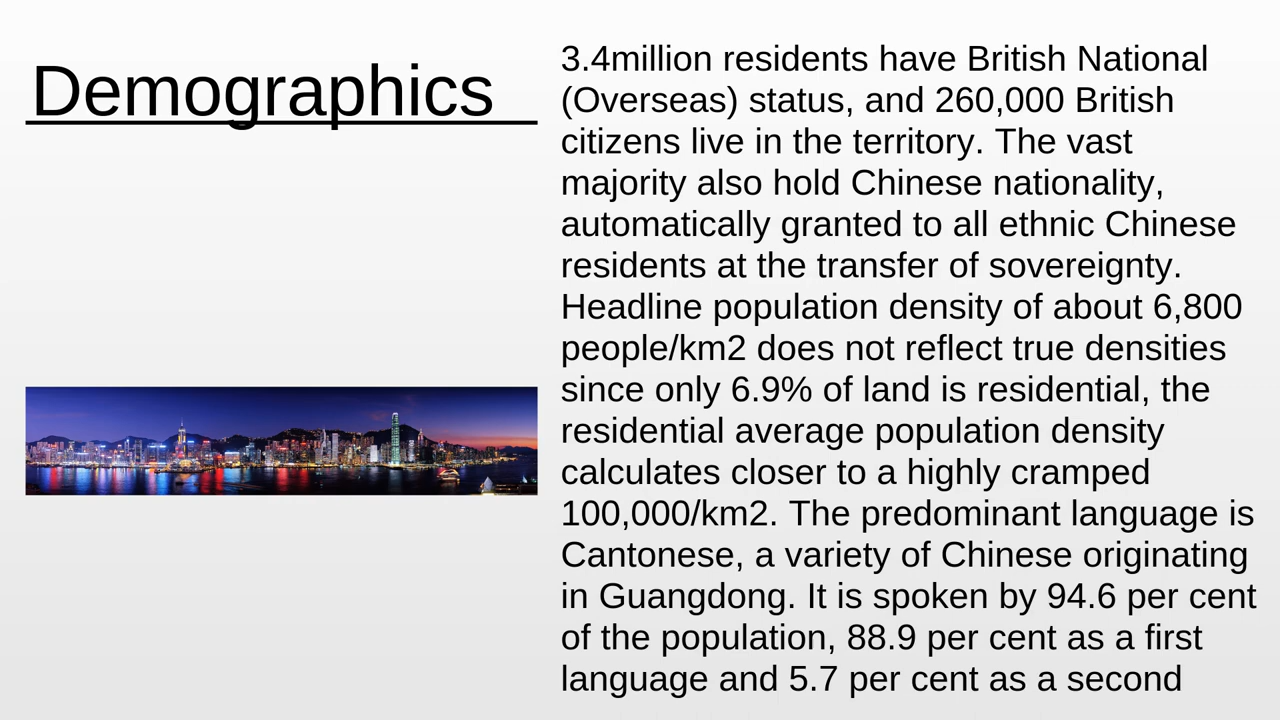 Demographics
3.4million residents have British National
(Overseas) status, and 260,000 British
citizens live in the territory. The vast
majority also hold Chinese nationality,
automatically granted to all ethnic Chinese
residents at the transfer of sovereignty.
Headline population density of about 6,800
people/km2 does not reflect true densities
since only 6.9% of land is residential, the
residential average population density
calculates closer to a highly cramped
100,000/km2. The predominant language is
Cantonese, a variety of Chinese originating
in Guangdong. It is spoken by 94.6 per cent
of the population, 88.9 per cent as a first
language and 5.7 per cent as a second